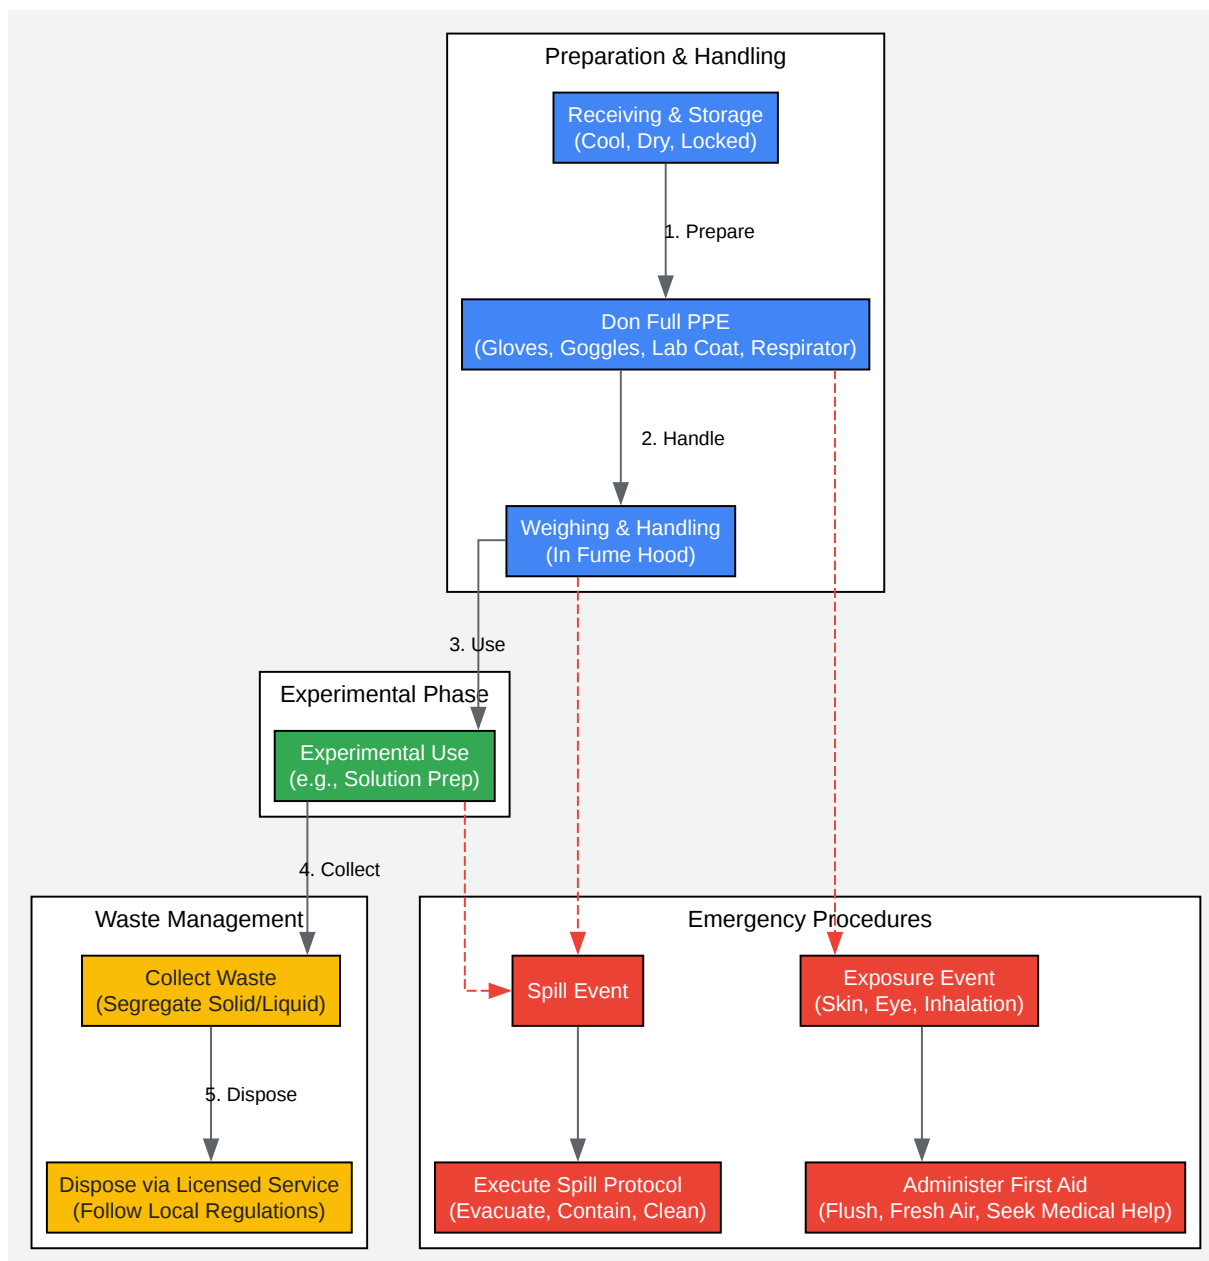 Preparation & Handling
Receiving & Storage
(Cool, Dry, Locked)
1. Prepare
Don Full PPE
(Gloves, Goggles, Lab Coat, Respirator)
2. Handle
Weighing & Handling
(In Fume Hood)
3. Use
Experimental Phase
Experimental Use
(e.g., Solution Prep)
4. Collect
Waste Management
Collect Waste
(Segregate Solid/Liquid)
5. Dispose
Dispose via Licensed Service
(Follow Local Regulations)
Emergency Procedures
Spill Event
Exposure Event
(Skin, Eye, Inhalation)
Execute Spill Protocol
(Evacuate, Contain, Clean)
Administer First Aid
(Flush, Fresh Air, Seek Medical Help)